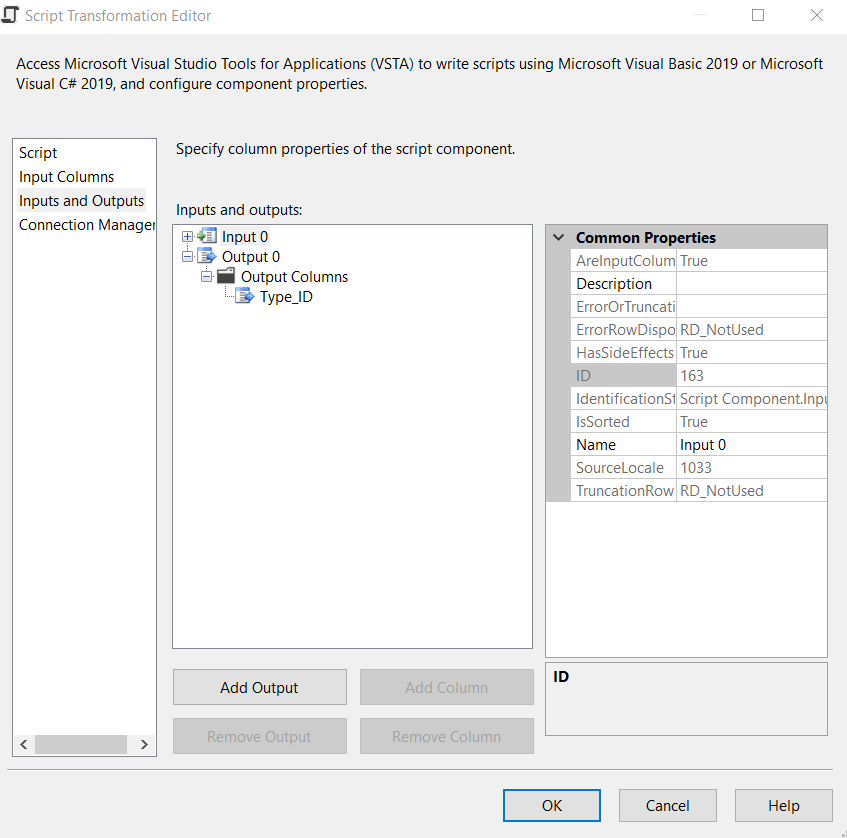 Script Transformation Editor
Access Microsoft Visual Studio Tools for Applications (VSTA) to write scripts using Microsoft Visual Basic 2019 or Microsoft
Visual C# 2019, and configure component properties.
Script
Input Columns
Inputs and Outputs
Connection Manager
Specify column properties of the script component.
Inputs and outputs:
Input 0
Output 0
Output Columns
Type_ID
Common Properties
AreInputColum True
Description
ErrorOrTruncati
ErrorRowDispo RD_NotUsed
HasSideEffects True
ID 163
IdentificationSt Script Component.Inpu
IsSorted True
Name Input 0
SourceLocale 1033
TruncationRow RD_NotUsed
Add Output
Add Column
Remove Output
Remove Column
ID
OK
Cancel
Help